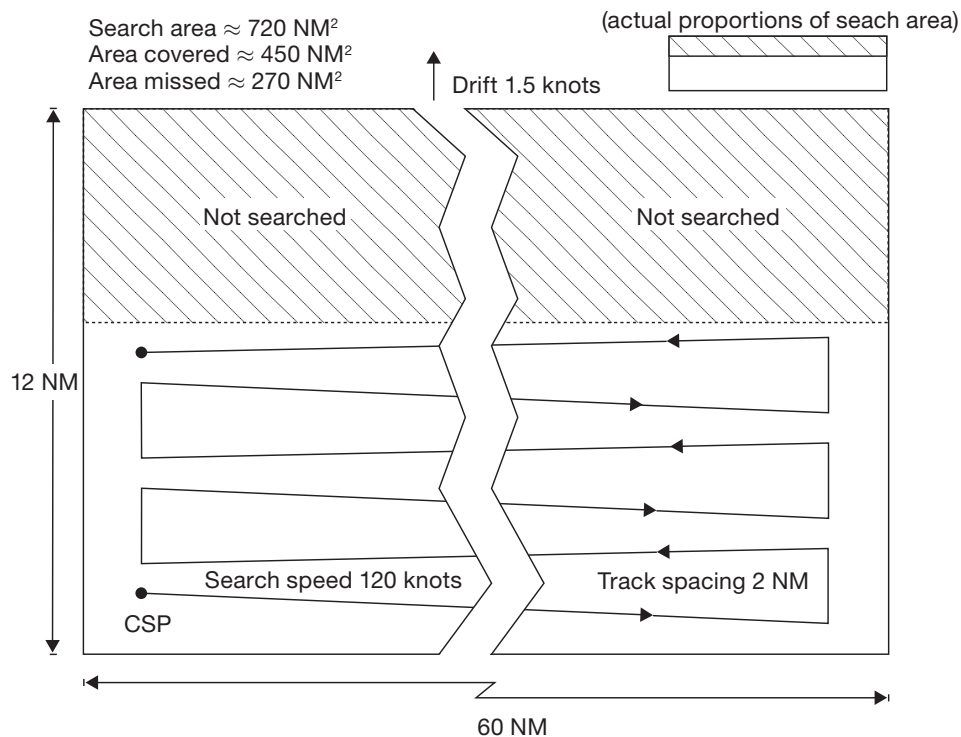 Search area ≈ 720 NM²
Area covered ≈ 450 NM²
Area missed ≈ 270 NM²
(actual proportions of seach area)
Drift 1.5 knots
Not searched
Not searched
12 NM
Search speed 120 knots
Track spacing 2 NM
CSP
60 NM